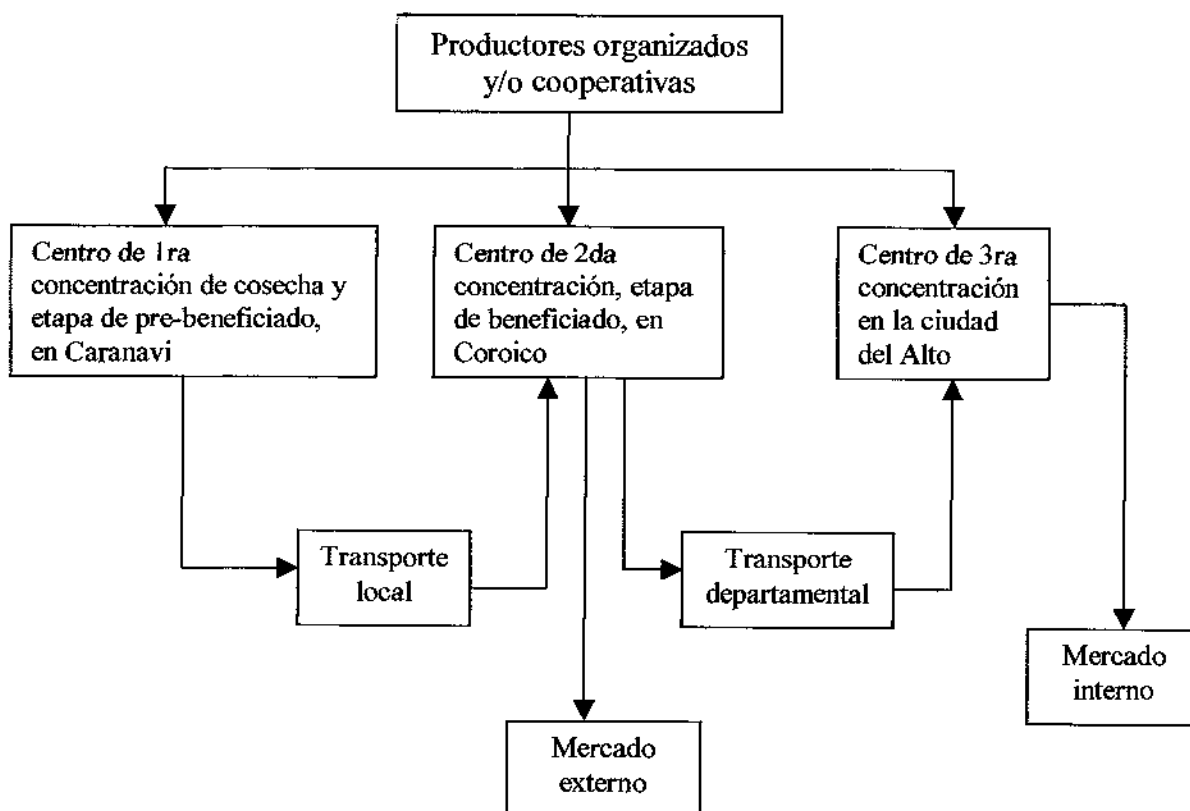 Productores organizados
y/o cooperativas
Centro de 1ra
concentración de cosecha y
etapa de pre-beneficiado,
en Caranavi
Centro de 2da
concentración, etapa
de beneficiado, en
Coroico
Centro de 3ra
concentración
en la ciudad
del Alto
Transporte
local
Transporte
departamental
Mercado
interno
Mercado
externo